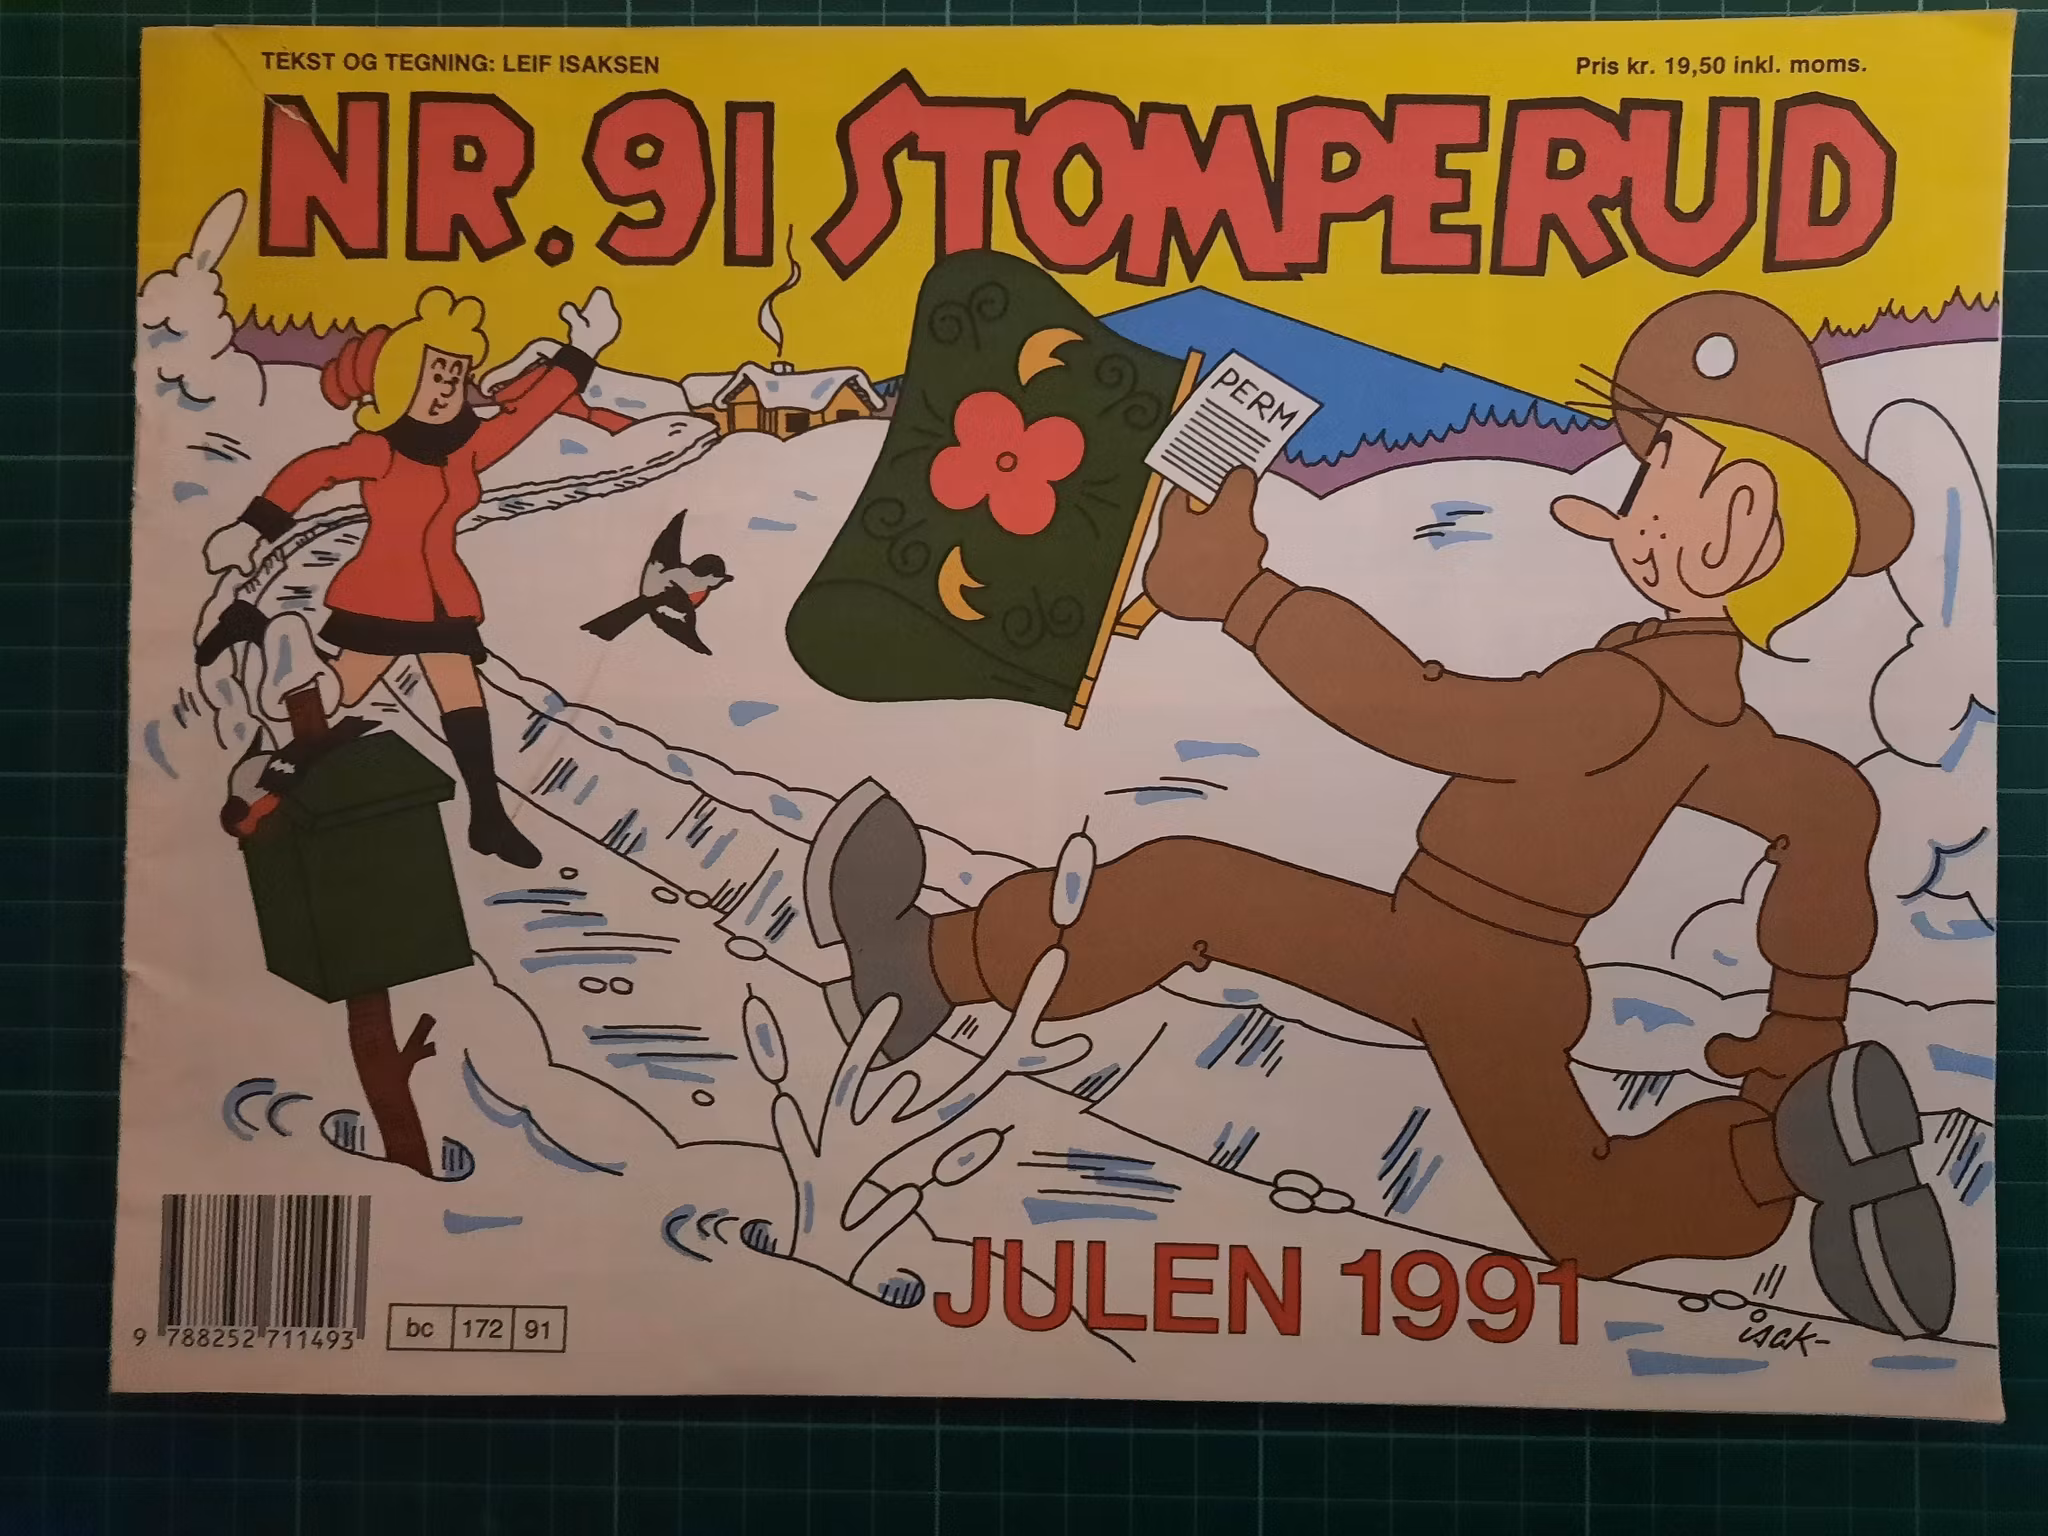 TEKST OG TEGNING: LEIF ISAKSEN
Pris kr. 19,50 inkl. moms.
NR. 91 STOMPERUD
PERM
JULEN 1991
isak-
9 788252 711493
bc 172 91